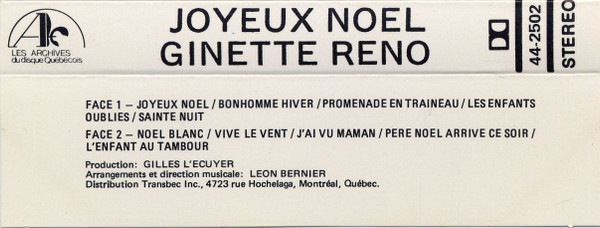 JOYEUX NOEL
GINETTE RENO
LES ARCHIVES
du disque Québécois
44-2502
STEREO
FACE 1 – JOYEUX NOEL / BONHOMME HIVER / PROMENADE EN TRAINEAU / LES ENFANTS
OUBLIES / SAINTE NUIT
FACE 2 – NOEL BLANC / VIVE LE VENT / J'AI VU MAMAN / PERE NOEL ARRIVE CE SOIR /
L'ENFANT AU TAMBOUR
Production: GILLES L'ECUYER
Arrangements et direction musicale: LEON BERNIER
Distribution Transbec Inc., 4723 rue Hochelaga, Montréal, Québec.